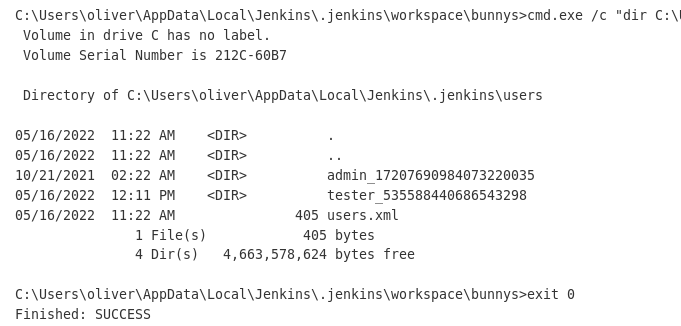 C:\Users\oliver\AppData\Local\Jenkins\.jenkins\workspace\bunnys>cmd.exe /c "dir C:\
 Volume in drive C has no label.
 Volume Serial Number is 212C-60B7
 Directory of C:\Users\oliver\AppData\Local\Jenkins\.jenkins\users
05/16/2022  11:22 AM    <DIR>          .
05/16/2022  11:22 AM    <DIR>          ..
10/21/2021  02:22 AM    <DIR>          admin_17207690984073220035
05/16/2022  12:11 PM    <DIR>          tester_535588440686543298
05/16/2022  11:22 AM               405 users.xml
               1 File(s)            405 bytes
               4 Dir(s)   4,663,578,624 bytes free
C:\Users\oliver\AppData\Local\Jenkins\.jenkins\workspace\bunnys>exit 0
Finished: SUCCESS